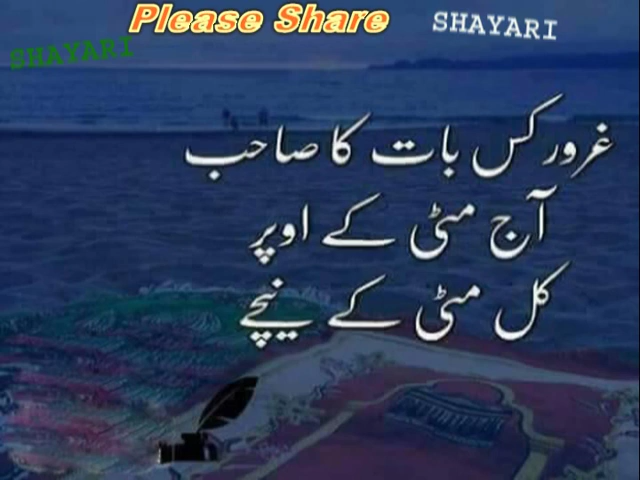 Please Share
SHAYARI
SHAYARI
غرور کس بات کا صاحب
آج مٹی کے اوپر
کل مٹی کے نیچے